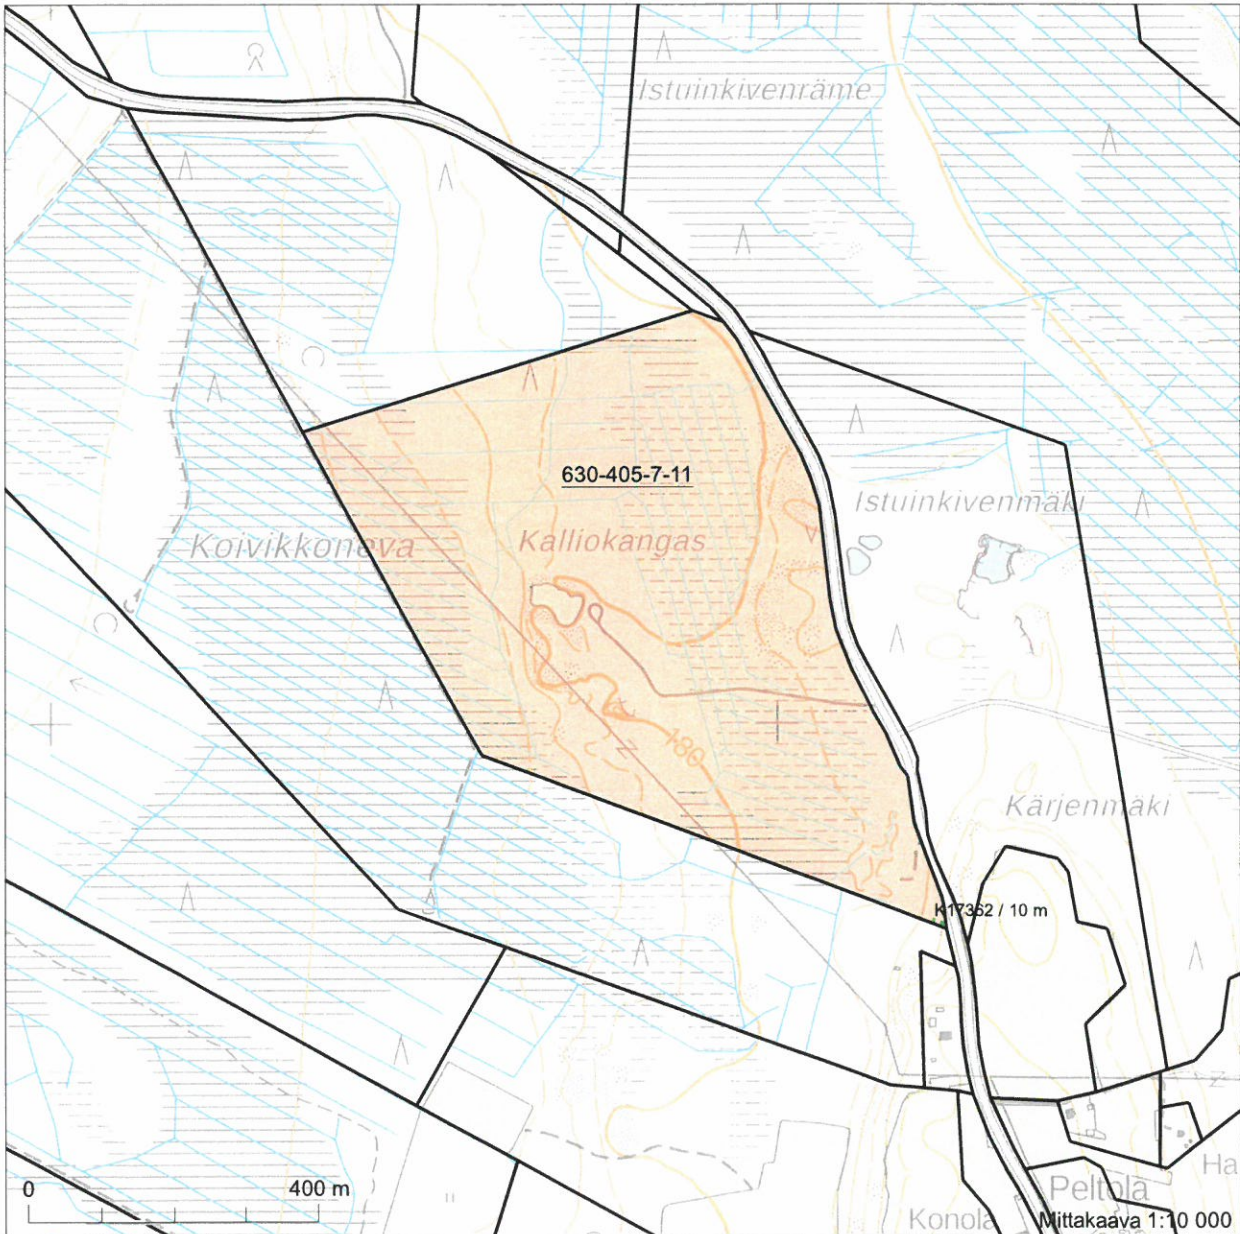 Istuinkivenräme
630-405-7-11
Istuinkivenmäki
Koivikkoneva
Kalliokangas
180
Kärjenmäki
K17362 / 10 m
Ha
0 400 m
Peltola
Konola
Mittakaava 1:10 000